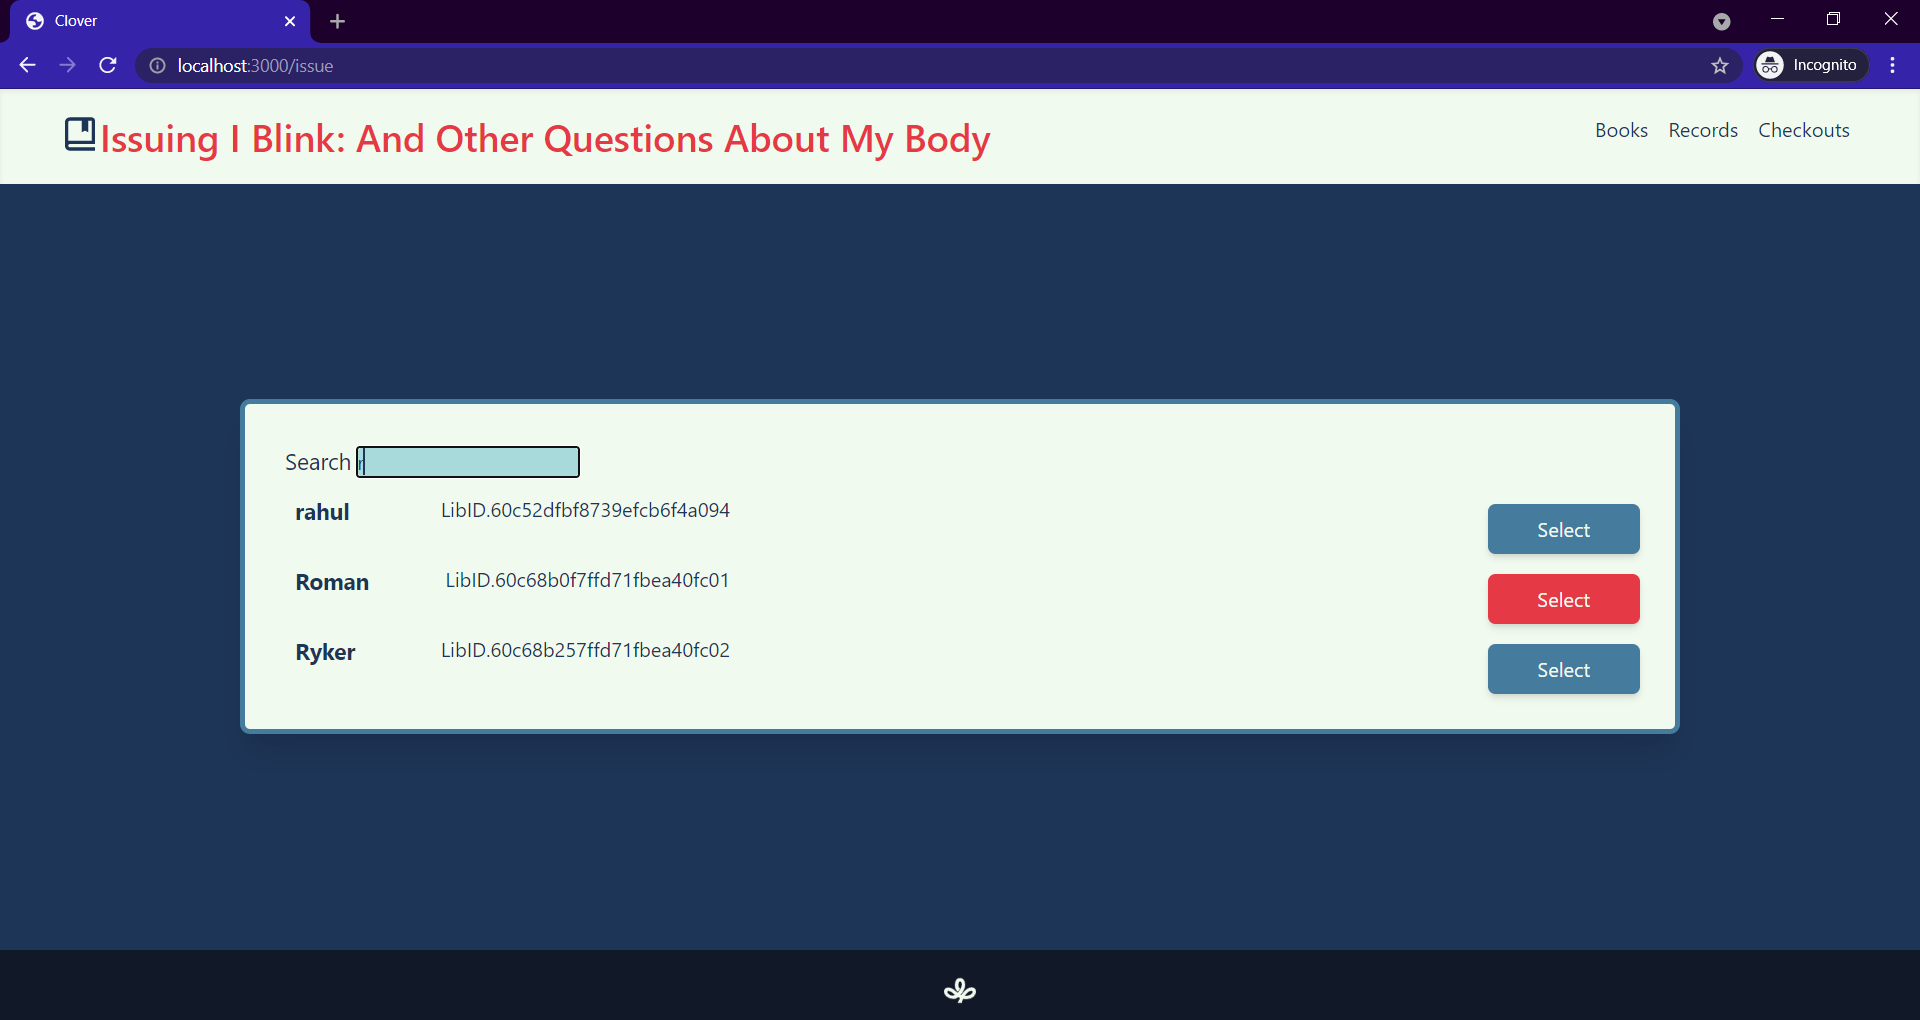 Clover
localhost:3000/issue
Incognito
Issuing I Blink: And Other Questions About My Body
Books Records Checkouts
Search r
rahul LibID.60c52dfbf8739efcb6f4a094 Select
Roman LibID.60c68b0f7ffd71fbea40fc01 Select
Ryker LibID.60c68b257ffd71fbea40fc02 Select